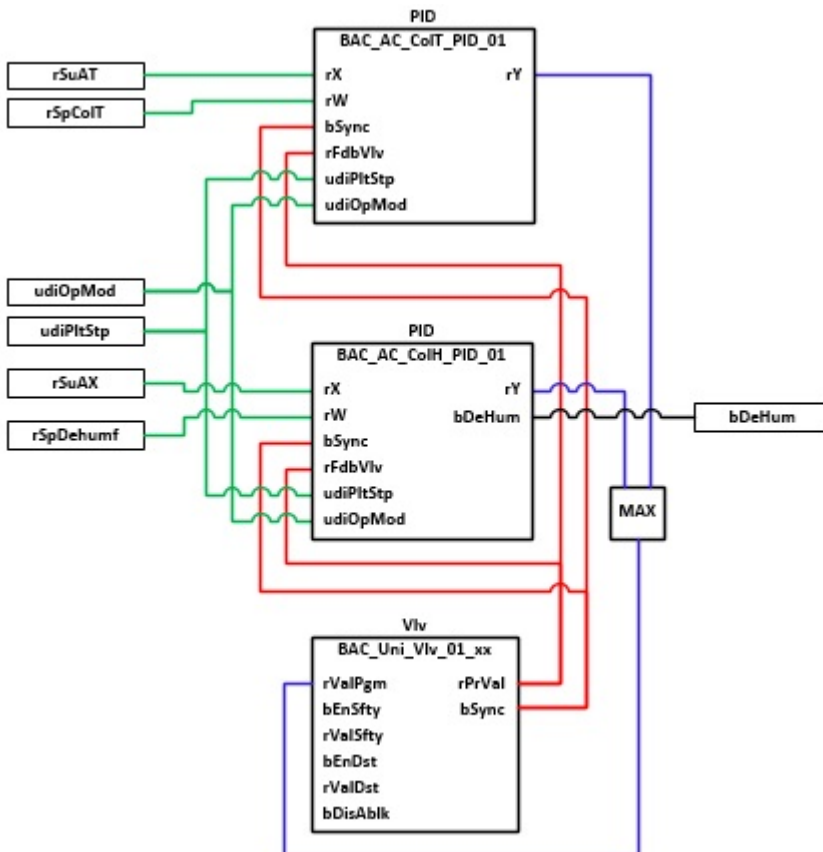 PID
BAC_AC_ColT_PID_01
rSuAT
rX
rY
rSpColT
rW
bSync
rFdbVlv
udiPltStp
udiOpMod
udiOpMod
udiPltStp
PID
BAC_AC_ColH_PID_01
rSuAX
rX
rY
rSpDehumf
rW
bDeHum
bDeHum
bSync
rFdbVlv
udiPltStp
udiOpMod
MAX
Vlv
BAC_Uni_Vlv_01_xx
rValPgm
rPrVal
bEnSfty
bSync
rValSfty
bEnDst
rValDst
bDisAblk